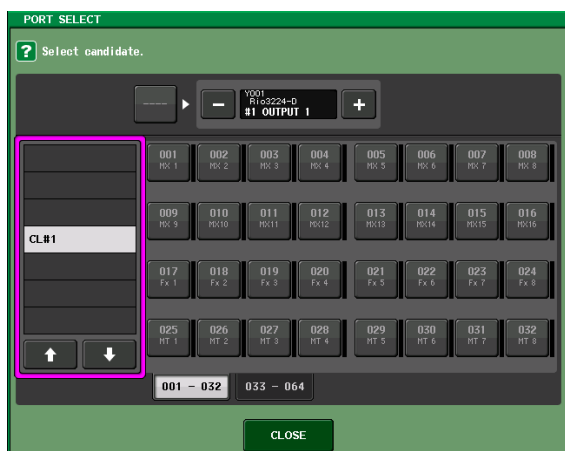 PORT SELECT
? Select candidate.
---- − Y001 +
Rio3224-D
#1 OUTPUT 1
001 002 003 004 005 006 007 008
MX 1 MX 2 MX 3 MX 4 MX 5 MX 6 MX 7 MX 8
009 010 011 012 013 014 015 016
MX 9 MX10 MX11 MX12 MX13 MX14 MX15 MX16
CL#1
017 018 019 020 021 022 023 024
Fx 1 Fx 2 Fx 3 Fx 4 Fx 5 Fx 6 Fx 7 Fx 8
025 026 027 028 029 030 031 032
MT 1 MT 2 MT 3 MT 4 MT 5 MT 6 MT 7 MT 8
001 - 032 033 - 064
CLOSE